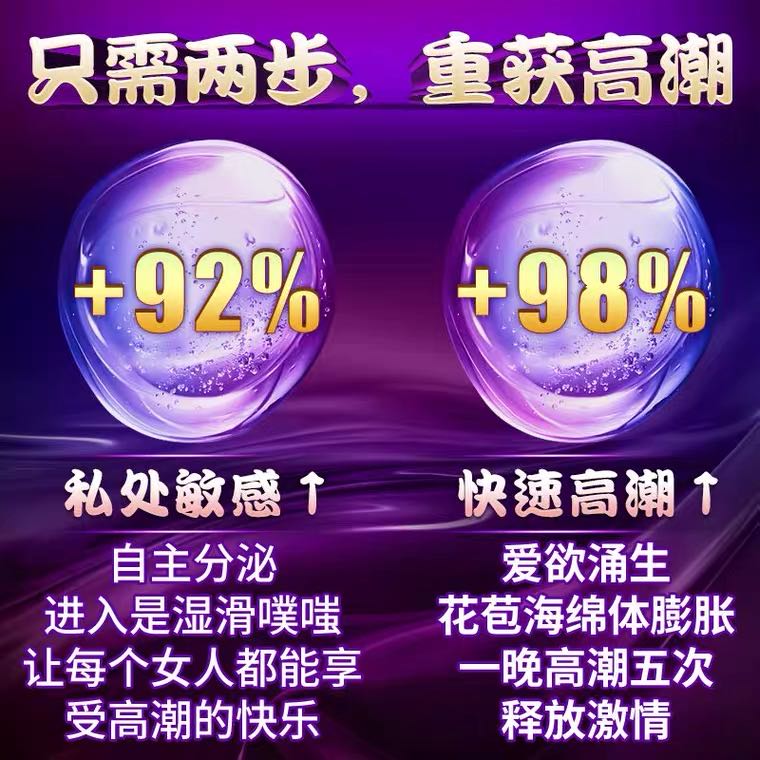 只需两步，重获高潮
+92%
+98%
私处敏感↑
快速高潮↑
自主分泌
进入是湿滑噗嗤
让每个女人都能享
受高潮的快乐
爱欲涌生
花苞海绵体膨胀
一晚高潮五次
释放激情